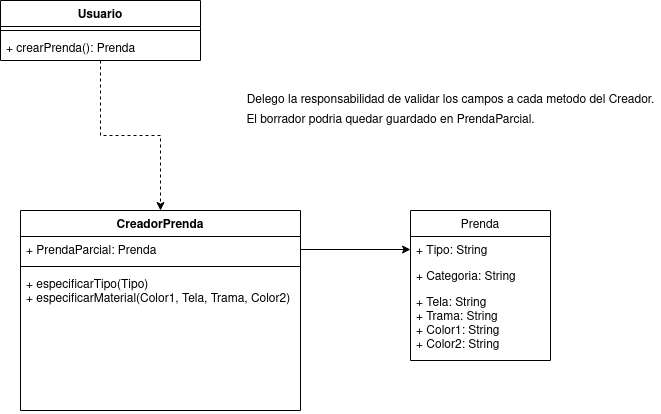 Usuario
+ crearPrenda(): Prenda
Delego la responsabilidad de validar los campos a cada metodo del Creador.
El borrador podria quedar guardado en PrendaParcial.
CreadorPrenda
+ PrendaParcial: Prenda
+ especificarTipo(Tipo)
+ especificarMaterial(Color1, Tela, Trama, Color2)
Prenda
+ Tipo: String
+ Categoria: String
+ Tela: String
+ Trama: String
+ Color1: String
+ Color2: String